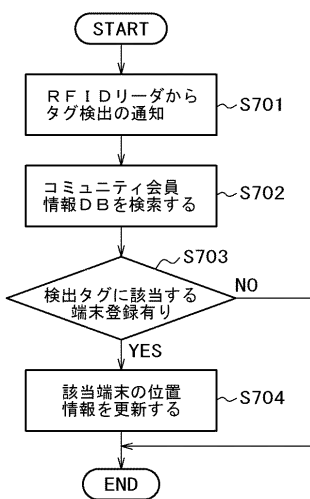 START
RFIDリーダから
タグ検出の通知
S701
コミュニティ会員
情報DBを検索する
S702
S703
検出タグに該当する
端末登録有り
NO
YES
該当端末の位置
情報を更新する
S704
END